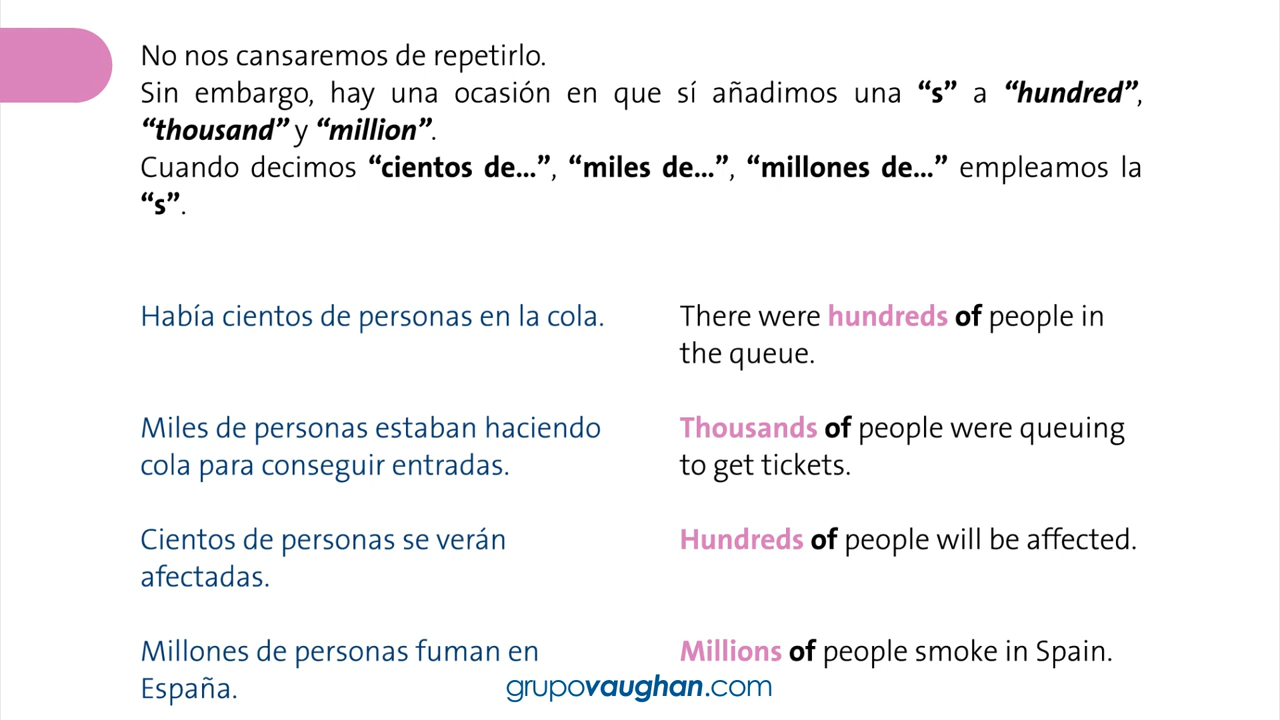 No nos cansaremos de repetirlo.
Sin embargo, hay una ocasión en que sí añadimos una “s” a “hundred”,
“thousand” y “million”.
Cuando decimos “cientos de...”, “miles de...”, “millones de...” empleamos la
“s”.
Había cientos de personas en la cola.
There were hundreds of people in
the queue.
Miles de personas estaban haciendo
cola para conseguir entradas.
Thousands of people were queuing
to get tickets.
Cientos de personas se verán
afectadas.
Hundreds of people will be affected.
Millones de personas fuman en
España.
Millions of people smoke in Spain.
grupovaughan.com